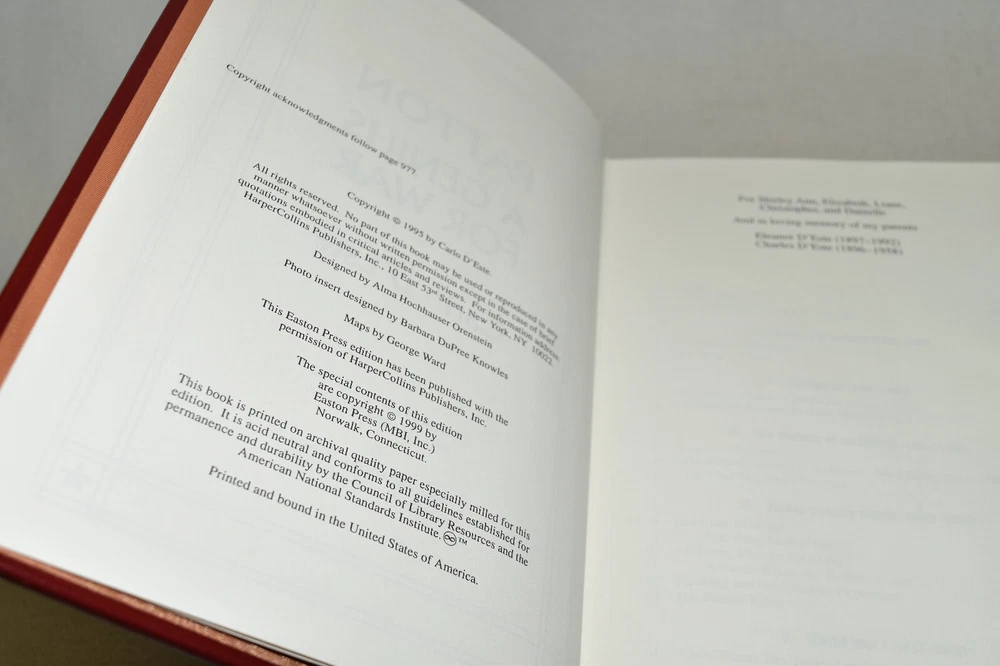 Copyright acknowledgments follow page 977.
Copyright © 1995 by Carlo D'Este.
All rights reserved. No part of this book may be used or reproduced in any
manner whatsoever without written permission except in the case of brief
quotations embodied in critical articles and reviews. For information address
HarperCollins Publishers, Inc., 10 East 53rd Street, New York, NY 10022.
Designed by Alma Hochhauser Orenstein
Photo insert designed by Barbara DuPree Knowles
Maps by George Ward
This Easton Press edition has been published with the
permission of HarperCollins Publishers, Inc.
The special contents of this edition
are copyright © 1999 by
Easton Press (MBI, Inc.)
Norwalk, Connecticut.
This book is printed on archival quality paper especially milled for this
edition. It is acid neutral and conforms to all guidelines established for
permanence and durability by the Council of Library Resources and the
American National Standards Institute. ♾™
Printed and bound in the United States of America.
For Shirley Ann, Elizabeth,
Christopher, and Danielle
And in loving memory of my parents
Eleanor D'Este
Charles D'Este